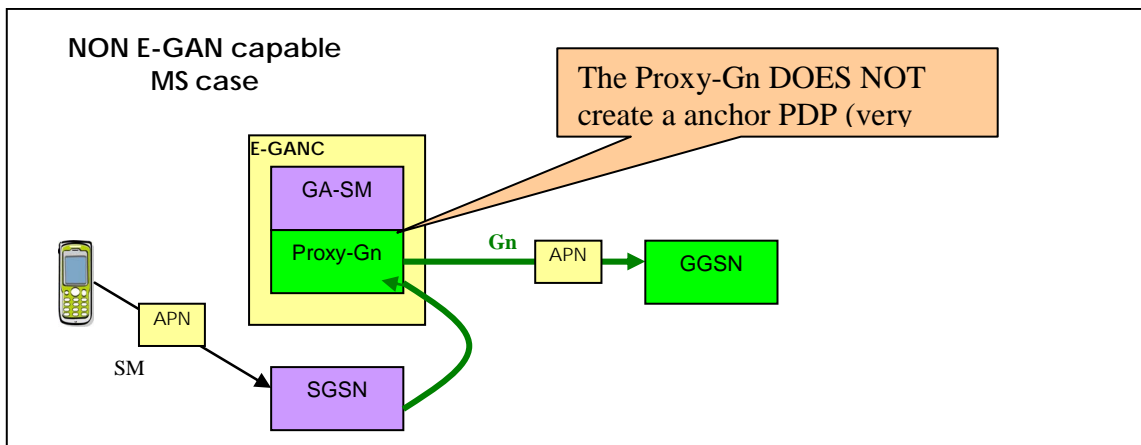 NON E-GAN capable
MS case
The Proxy-Gn DOES NOT
create a anchor PDP (very
E-GANC
GA-SM
Proxy-Gn
Gn
APN
GGSN
APN
SM
SGSN